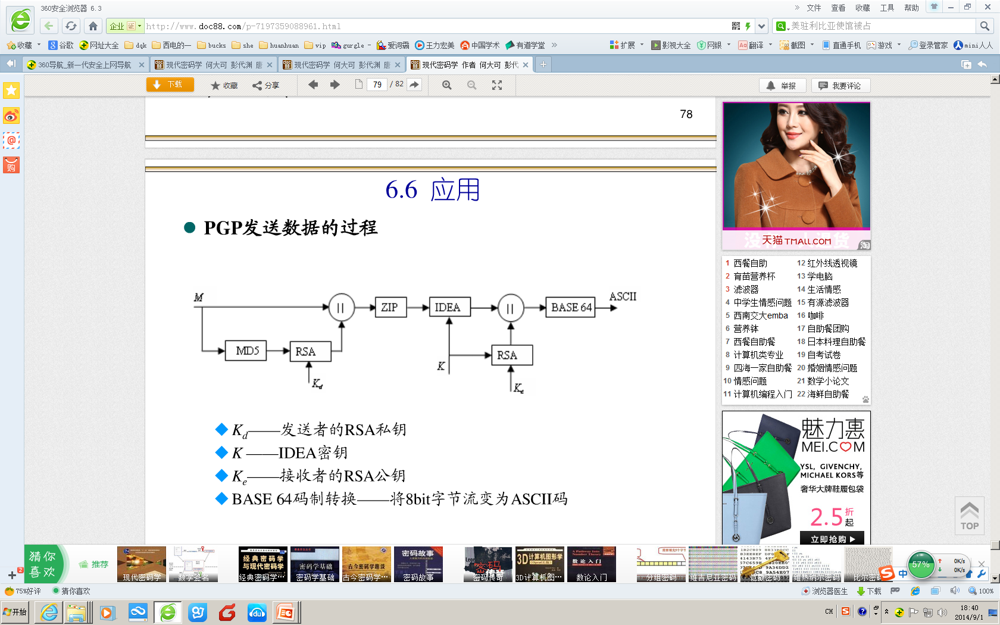 360安全浏览器 6.3
» 文件 查看 收藏 工具 帮助
企业 证
http://www.doc88.com/p-7197359088961.html
美驻利比亚使馆被占
收藏 谷歌 网址大全 dqk 西电的一 bucks she huanhuan vip gurgle - 爱词霸 王力宏美 中国学术 有道学堂 »
扩展 影视大全 网银 翻译 截图 直通手机 游戏 登录管家 mini人人
360导航_新一代安全上网导航
现代密码学 何大可 彭代渊 唐
现代密码学 何大可 彭代渊 唐
现代密码学 作者 何大可 彭代
下载 收藏 分享 79 / 82
举报 我要评论
78
6.6 应用
PGP发送数据的过程
M
ASCII
|| ZIP IDEA || BASE 64
MD5 RSA RSA
K
Kd
Ke
Kd——发送者的RSA私钥
K ——IDEA密钥
Ke——接收者的RSA公钥
BASE 64码制转换——将8bit字节流变为ASCII码
天猫TMALL.COM
淘
1 西餐自助
2 育苗营养杯
3 滤波器
4 中学生情感问题
5 西南交大emba
6 营养钵
7 西餐自助餐
8 计算机类专业
9 四海一家自助餐
10 情感问题
11 计算机编程入门
12 红外线透视镜
13 学电脑
14 生活情感
15 有源滤波器
16 咖啡
17 自助餐团购
18 日本料理自助餐
19 自考试卷
20 婚姻情感问题
21 数学小论文
22 海鲜自助餐
魅力惠
MEI.COM
YSL, GIVENCHY,
MICHAEL KORS等
奢华大牌鞋履包袋
2.5折起
立即抢购
TOP
猜你
喜欢
推荐
现代密码学
数字签名
经典密码学
与现代密码学
经典密码学···
密码学基础
密码学基础
古今密码学趣谈
古今密码学···
密码故事
密码故事
密码传奇
3D计算机图形学
3D计算机图···
数论入门
数论入门
分组密码
维吉尼亚密码
隐蔽密码
维热纳尔密码
比尔密码
中
57%
0K/s
0K/s
购
2
75%好评 猜你喜欢
浏览器医生 下载 100%
开始
du
CH
18:40
2014/9/1